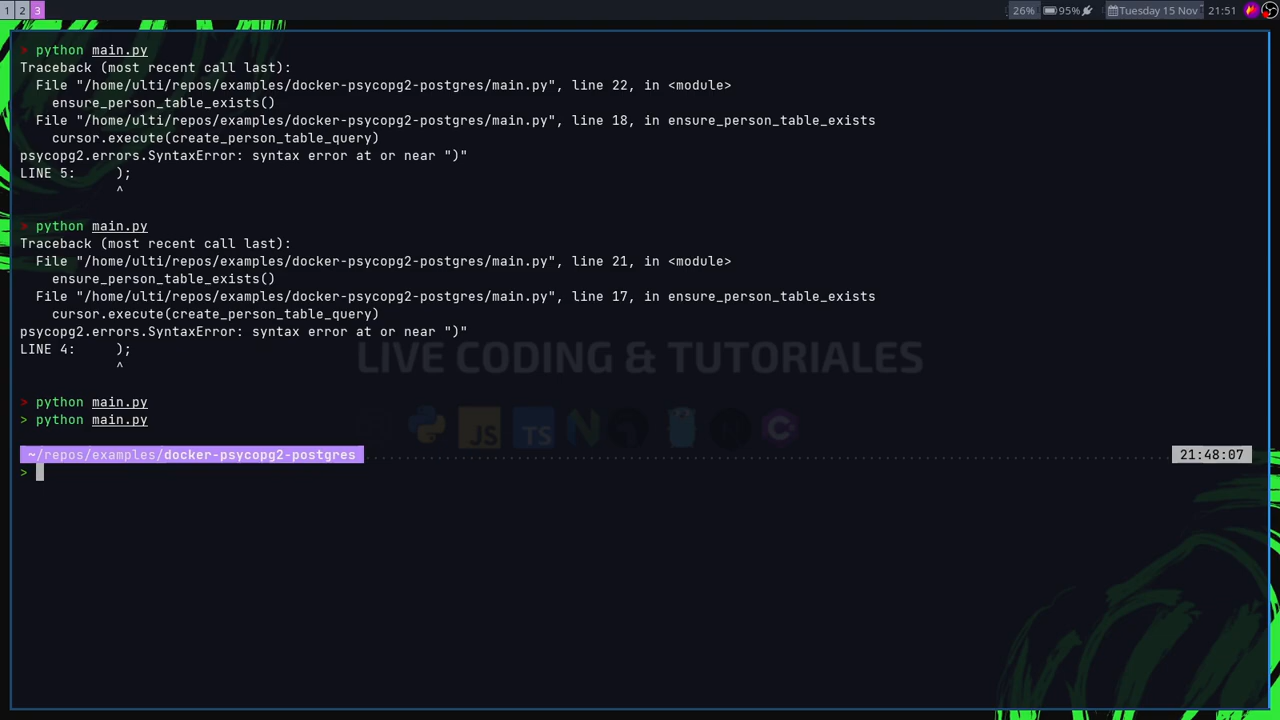 1 2 3 26% 95% Tuesday 15 Nov 21:51
> python main.py
Traceback (most recent call last):
  File "/home/ulti/repos/examples/docker-psycopg2-postgres/main.py", line 22, in <module>
    ensure_person_table_exists()
  File "/home/ulti/repos/examples/docker-psycopg2-postgres/main.py", line 18, in ensure_person_table_exists
    cursor.execute(create_person_table_query)
psycopg2.errors.SyntaxError: syntax error at or near ")"
LINE 5:     );
            ^
> python main.py
Traceback (most recent call last):
  File "/home/ulti/repos/examples/docker-psycopg2-postgres/main.py", line 21, in <module>
    ensure_person_table_exists()
  File "/home/ulti/repos/examples/docker-psycopg2-postgres/main.py", line 17, in ensure_person_table_exists
    cursor.execute(create_person_table_query)
psycopg2.errors.SyntaxError: syntax error at or near ")"
LINE 4:     );
            ^
LIVE CODING & TUTORIALES
> python main.py
> python main.py
JS TS N C
~/repos/examples/docker-psycopg2-postgres 21:48:07
>